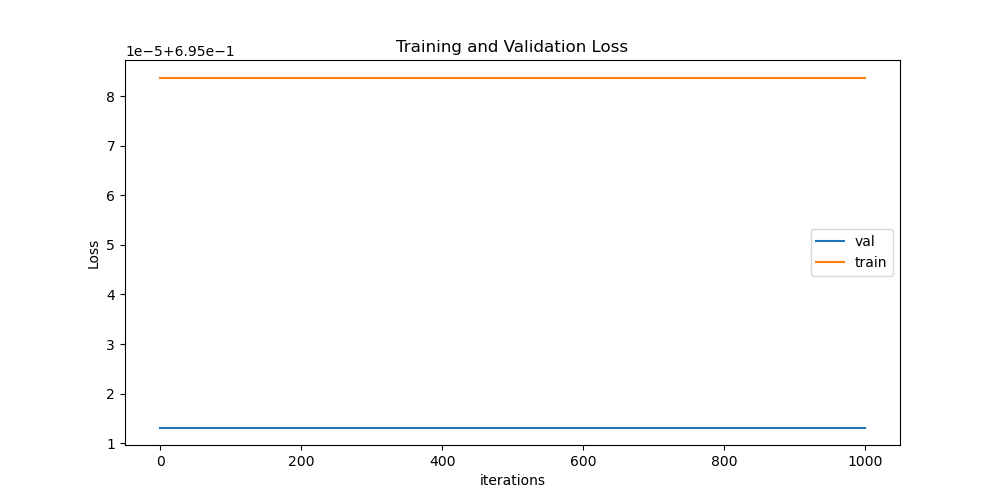 Training and Validation Loss
1e−5+6.95e−1
8
7
6
5
4
3
2
1
Loss
val
train
0 200 400 600 800 1000
iterations